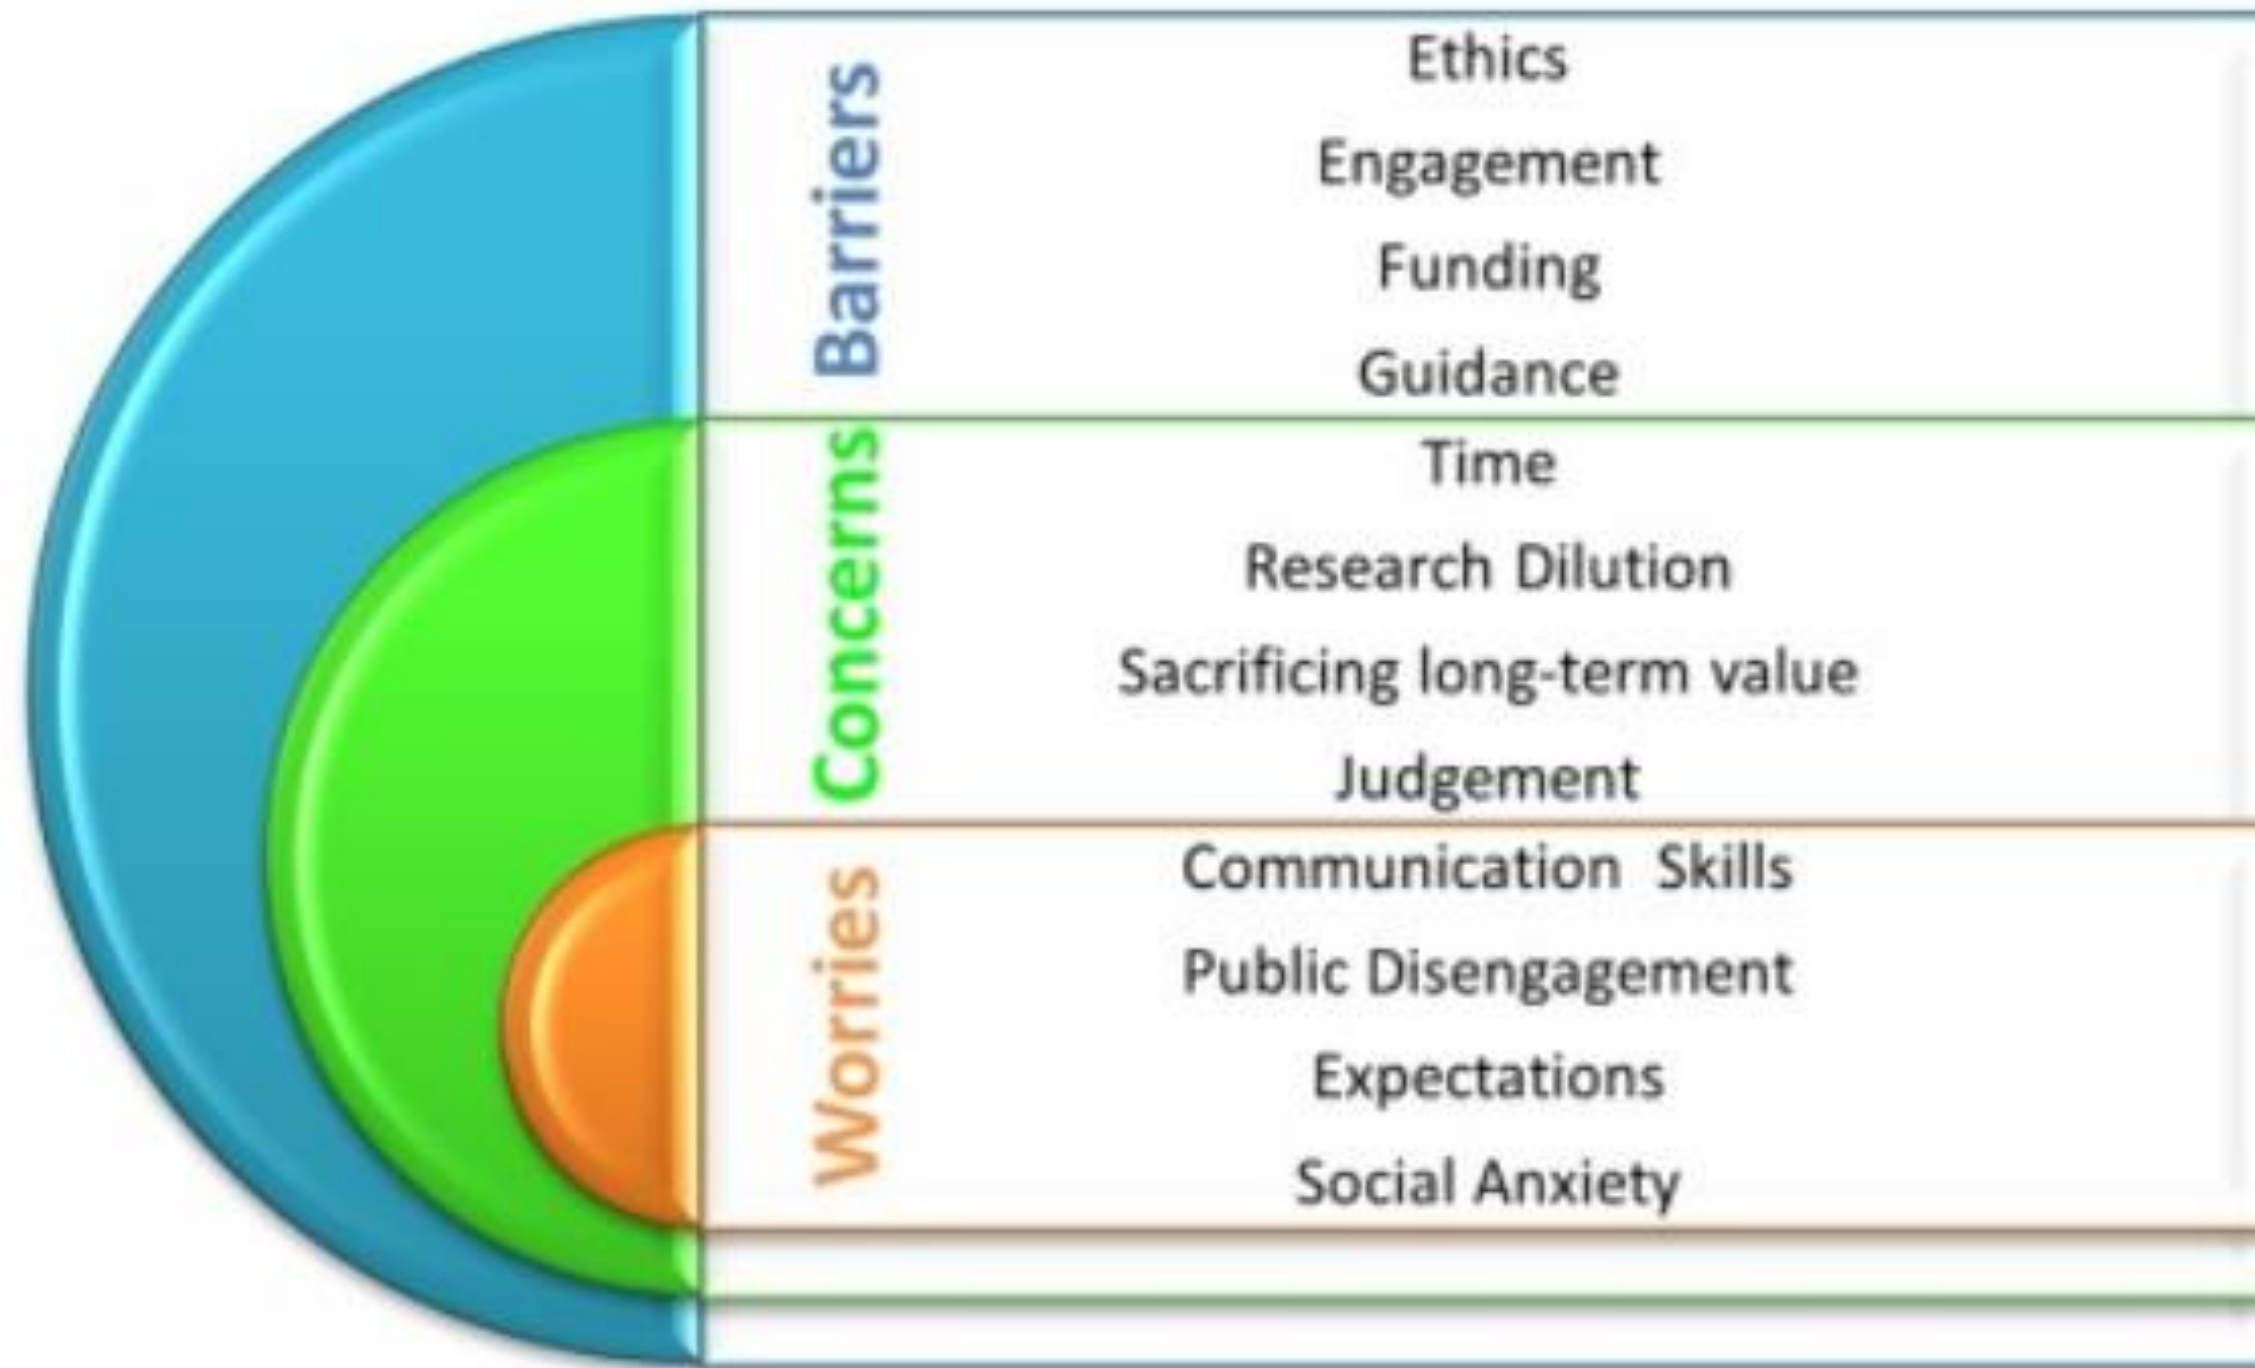 Barriers
Ethics
Engagement
Funding
Guidance
Concerns
Time
Research Dilution
Sacrificing long-term value
Judgement
Worries
Communication Skills
Public Disengagement
Expectations
Social Anxiety